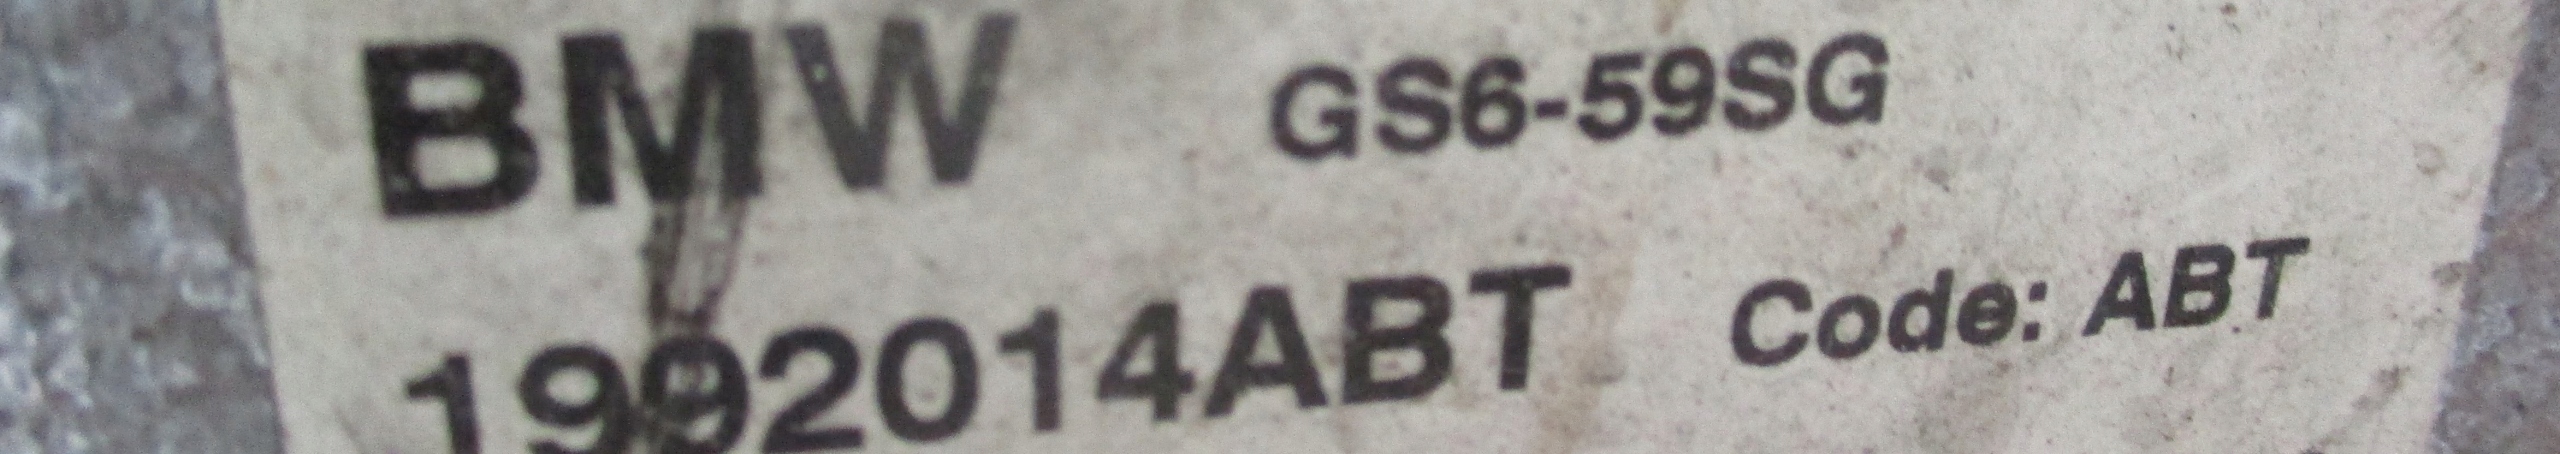 BMW GS6-59SG
1992014ABT Code: ABT